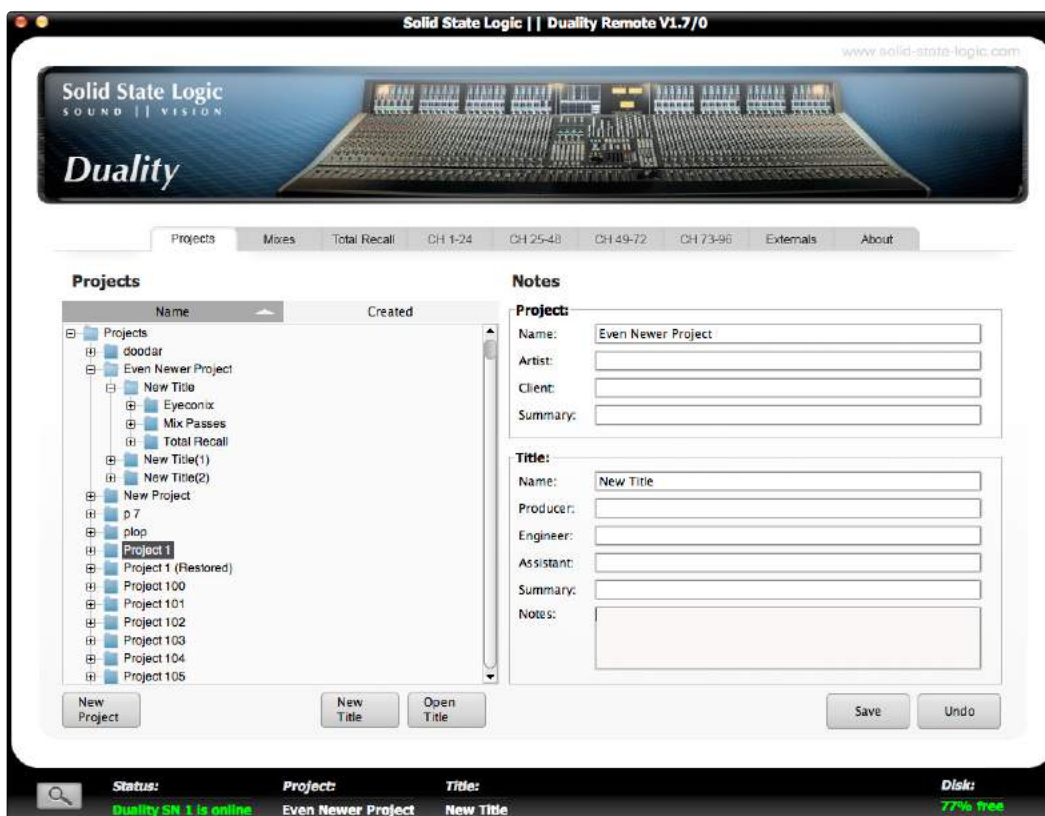 Solid State Logic || Duality Remote V1.7/0
www.solid-state-logic.com
Solid State Logic
SOUND || VISION
Duality
Projects Mixes Total Recall CH 1-24 CH 25-48 CH 49-72 CH 73-96 Externals About
Projects
Name Created
Projects
doodar
Even Newer Project
New Title
Eyeconix
Mix Passes
Total Recall
New Title(1)
New Title(2)
New Project
p 7
plop
Project 1
Project 1 (Restored)
Project 100
Project 101
Project 102
Project 103
Project 104
Project 105
New Project
New Title
Open Title
Notes
Project:
Name: Even Newer Project
Artist:
Client:
Summary:
Title:
Name: New Title
Producer:
Engineer:
Assistant:
Summary:
Notes:
Save Undo
Status: Project: Title: Disk:
Duality SN 1 is online Even Newer Project New Title 77% free